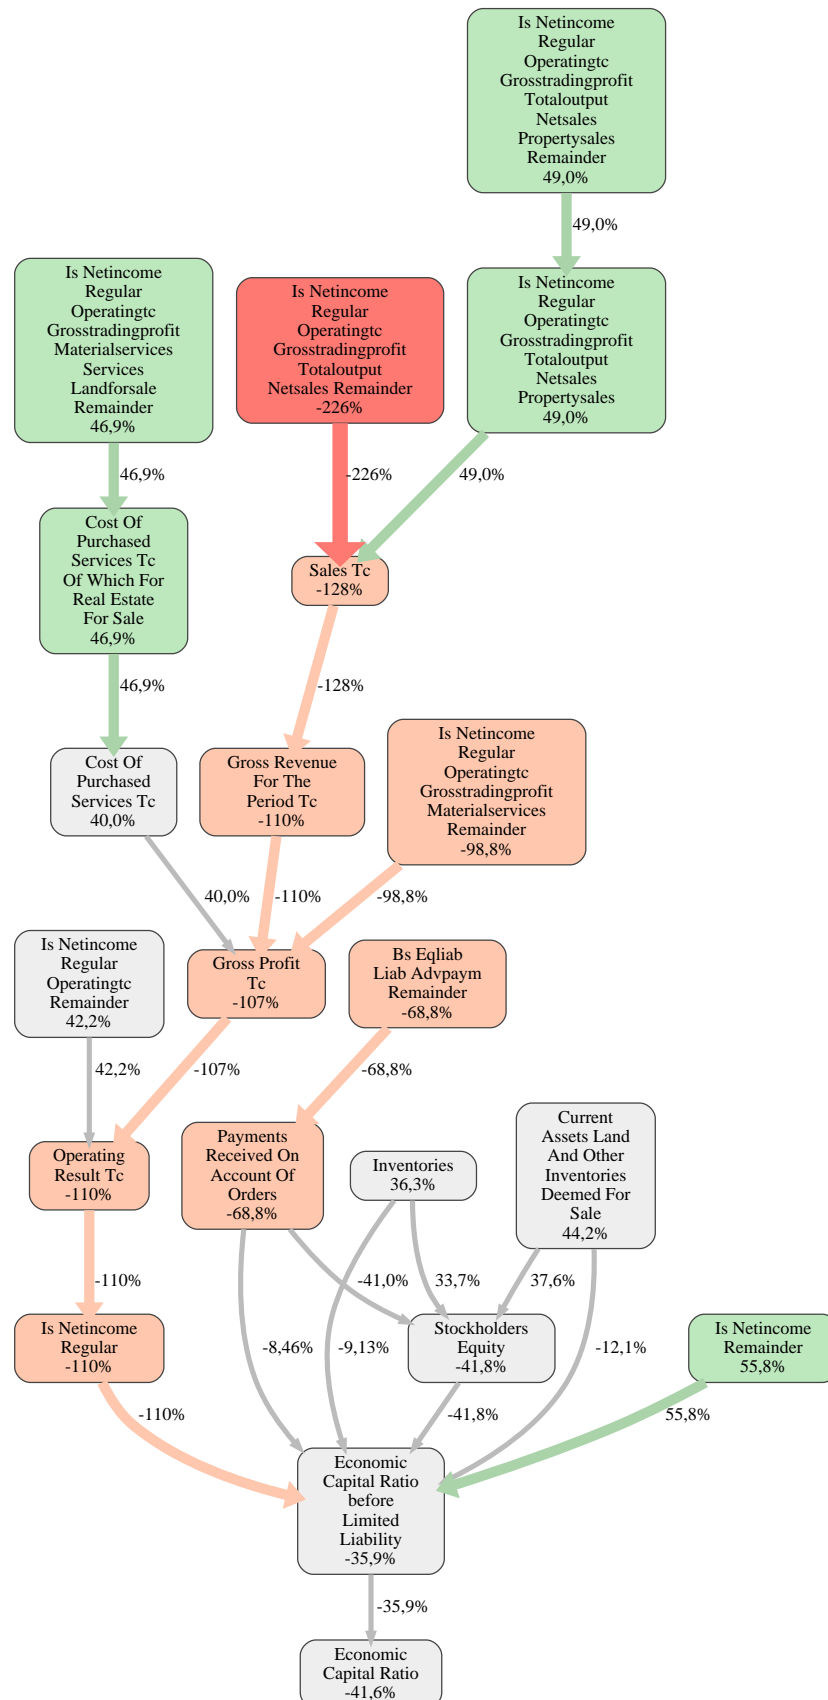 Is Netincome
Regular
Operatingtc
Grosstradingprofit
Totaloutput
Netsales
Propertysales
Remainder
49,0%
49,0%
Is Netincome
Regular
Operatingtc
Grosstradingprofit
Materialservices
Services
Landforsale
Remainder
46,9%
Is Netincome
Regular
Operatingtc
Grosstradingprofit
Totaloutput
Netsales Remainder
-226%
Is Netincome
Regular
Operatingtc
Grosstradingprofit
Totaloutput
Netsales
Propertysales
49,0%
46,9%
-226%
49,0%
Cost Of
Purchased
Services Tc
Of Which For
Real Estate
For Sale
46,9%
Sales Tc
-128%
46,9%
-128%
Cost Of
Purchased
Services Tc
40,0%
Gross Revenue
For The
Period Tc
-110%
Is Netincome
Regular
Operatingtc
Grosstradingprofit
Materialservices
Remainder
-98,8%
40,0%
-110%
-98,8%
Is Netincome
Regular
Operatingtc
Remainder
42,2%
Gross Profit
Tc
-107%
Bs Eqliab
Liab Advpaym
Remainder
-68,8%
42,2%
-107%
-68,8%
Operating
Result Tc
-110%
Payments
Received On
Account Of
Orders
-68,8%
Inventories
36,3%
Current
Assets Land
And Other
Inventories
Deemed For
Sale
44,2%
-110%
-41,0%
33,7%
37,6%
Is Netincome
Regular
-110%
-8,46%
-9,13%
Stockholders
Equity
-41,8%
-12,1%
Is Netincome
Remainder
55,8%
-110%
-41,8%
55,8%
Economic
Capital Ratio
before
Limited
Liability
-35,9%
-35,9%
Economic
Capital Ratio
-41,6%